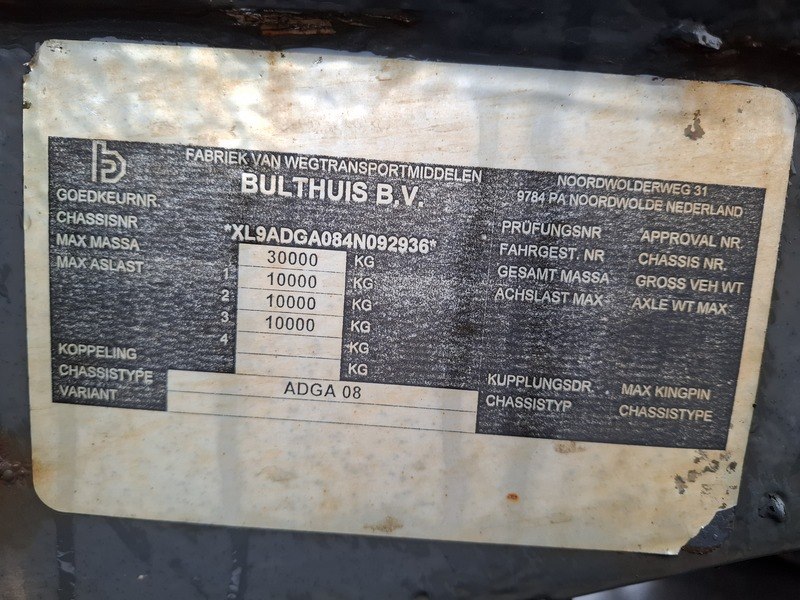 b
FABRIEK VAN WEGTRANSPORTMIDDELEN
BULTHUIS B.V.
NOORDWOLDERWEG 31
9784 PA NOORDWOLDE NEDERLAND
GOEDKEURNR. PRÜFUNGSNR APPROVAL NR
CHASSISNR *XL9ADGA084N092936* FAHRGEST. NR CHASSIS NR.
MAX MASSA 30000 KG GESAMT MASSA GROSS VEH WT
MAX ASLAST 1 10000 KG ACHSLAST MAX AXLE WT MAX
2 10000 KG
3 10000 KG
4 KG
KOPPELING KG KUPPLUNGSDR. MAX KINGPIN
CHASSISTYPE ADGA 08 CHASSISTYP CHASSISTYPE
VARIANT